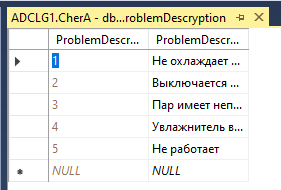 ADCLG1.CherA - db...roblemDescryption
ProblemDescr... ProblemDescr...
1 Не охлаждает ...
2 Выключается ...
3 Пар имеет неп...
4 Увлажнитель в...
5 Не работает
NULL NULL